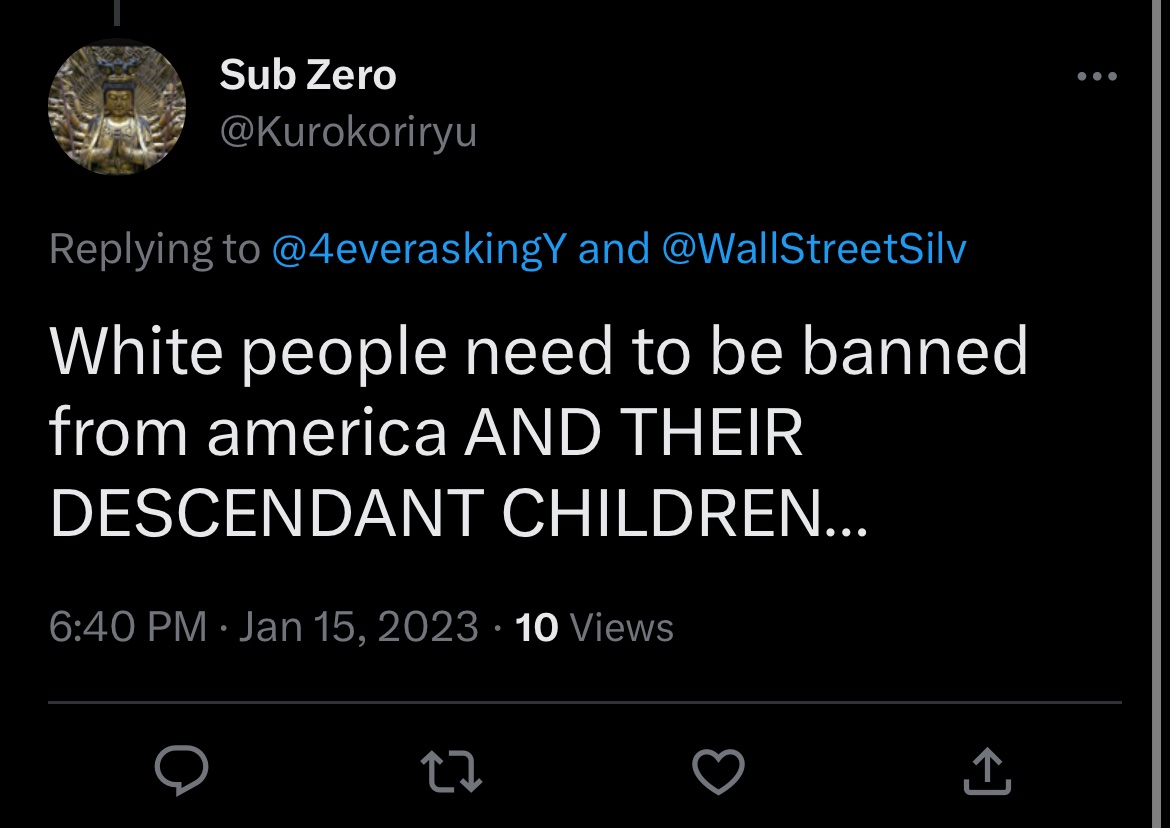 Sub Zero
@Kurokoriryu
Replying to @4everaskingY and @WallStreetSilv
White people need to be banned
from america AND THEIR
DESCENDANT CHILDREN...
6:40 PM · Jan 15, 2023 · 10 Views